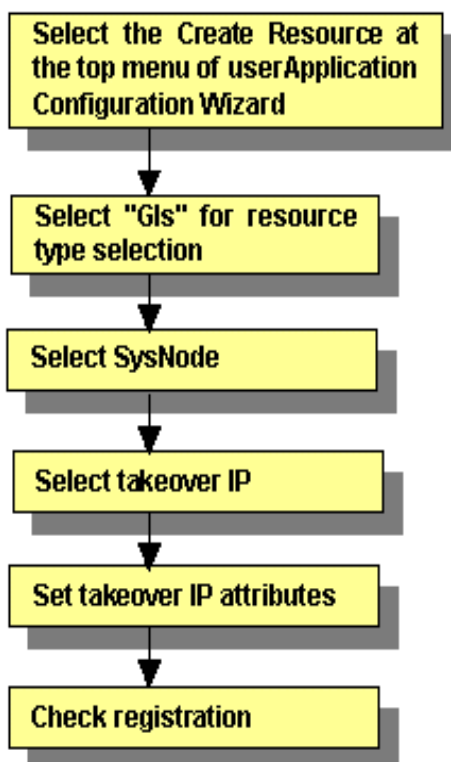 Select the Create Resource at
the top menu of userApplication
Configuration Wizard
Select "Gls" for resource
type selection
Select SysNode
Select takeover IP
Set takeover IP attributes
Check registration